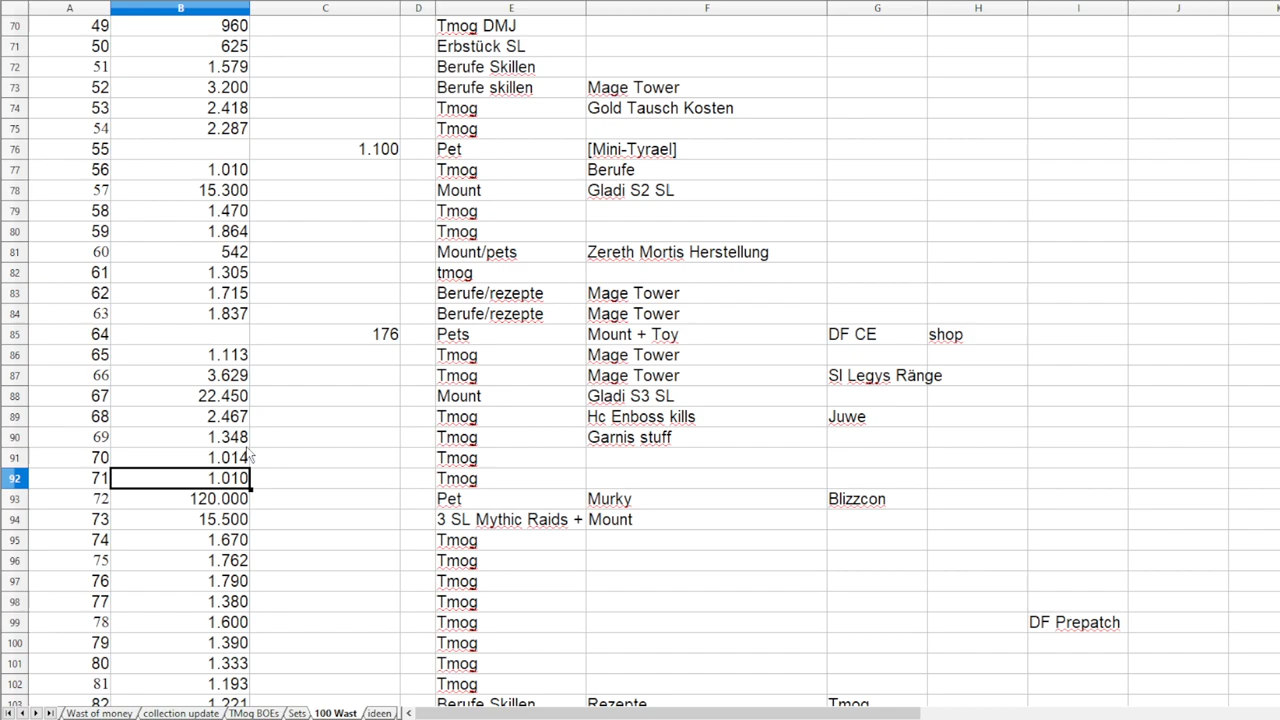 A B C D E F G H I J K
70 49 960 Tmog DMJ
71 50 625 Erbstück SL
72 51 1.579 Berufe Skillen
73 52 3.200 Berufe skillen Mage Tower
74 53 2.418 Tmog Gold Tausch Kosten
75 54 2.287 Tmog
76 55 1.100 Pet [Mini-Tyrael]
77 56 1.010 Tmog Berufe
78 57 15.300 Mount Gladi S2 SL
79 58 1.470 Tmog
80 59 1.864 Tmog
81 60 542 Mount/pets Zereth Mortis Herstellung
82 61 1.305 tmog
83 62 1.715 Berufe/rezepte Mage Tower
84 63 1.837 Berufe/rezepte Mage Tower
85 64 176 Pets Mount + Toy DF CE shop
86 65 1.113 Tmog Mage Tower
87 66 3.629 Tmog Mage Tower Sl Legys Ränge
88 67 22.450 Mount Gladi S3 SL
89 68 2.467 Tmog Hc Enboss kills Juwe
90 69 1.348 Tmog Garnis stuff
91 70 1.014 Tmog
92 71 1.010 Tmog
93 72 120.000 Pet Murky Blizzcon
94 73 15.500 3 SL Mythic Raids + Mount
95 74 1.670 Tmog
96 75 1.762 Tmog
97 76 1.790 Tmog
98 77 1.380 Tmog
99 78 1.600 Tmog DF Prepatch
100 79 1.390 Tmog
101 80 1.333 Tmog
102 81 1.193 Tmog
103 82 1.221 Berufe Skillen Rezepte Tmog
Wast of money collection update TMog BOEs Sets 100 Wast ideen